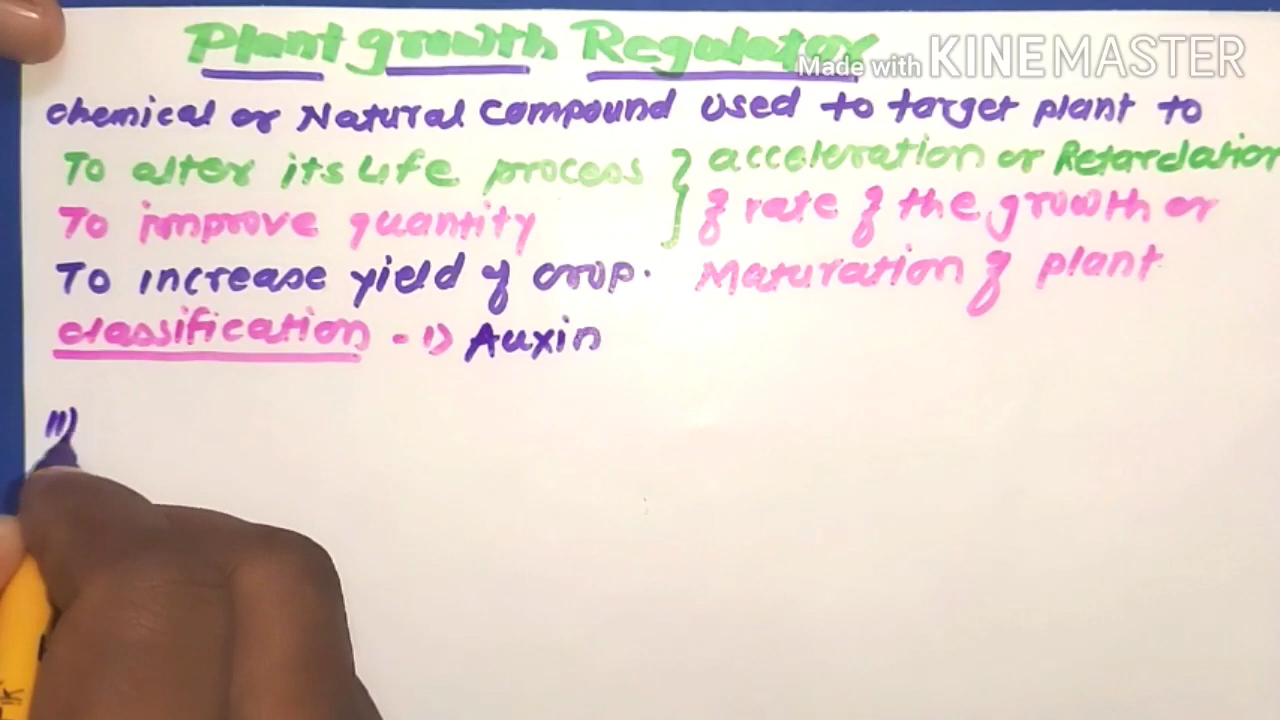 Plant growth Regulator
Made with KINEMASTER
chemical or Natural Compound used to target plant to
To alter its Life process } acceleration or Retardation
To improve quantity } of rate of the growth or
To increase yield of crop. Maturation of plant
classification - 1) Auxin
11)